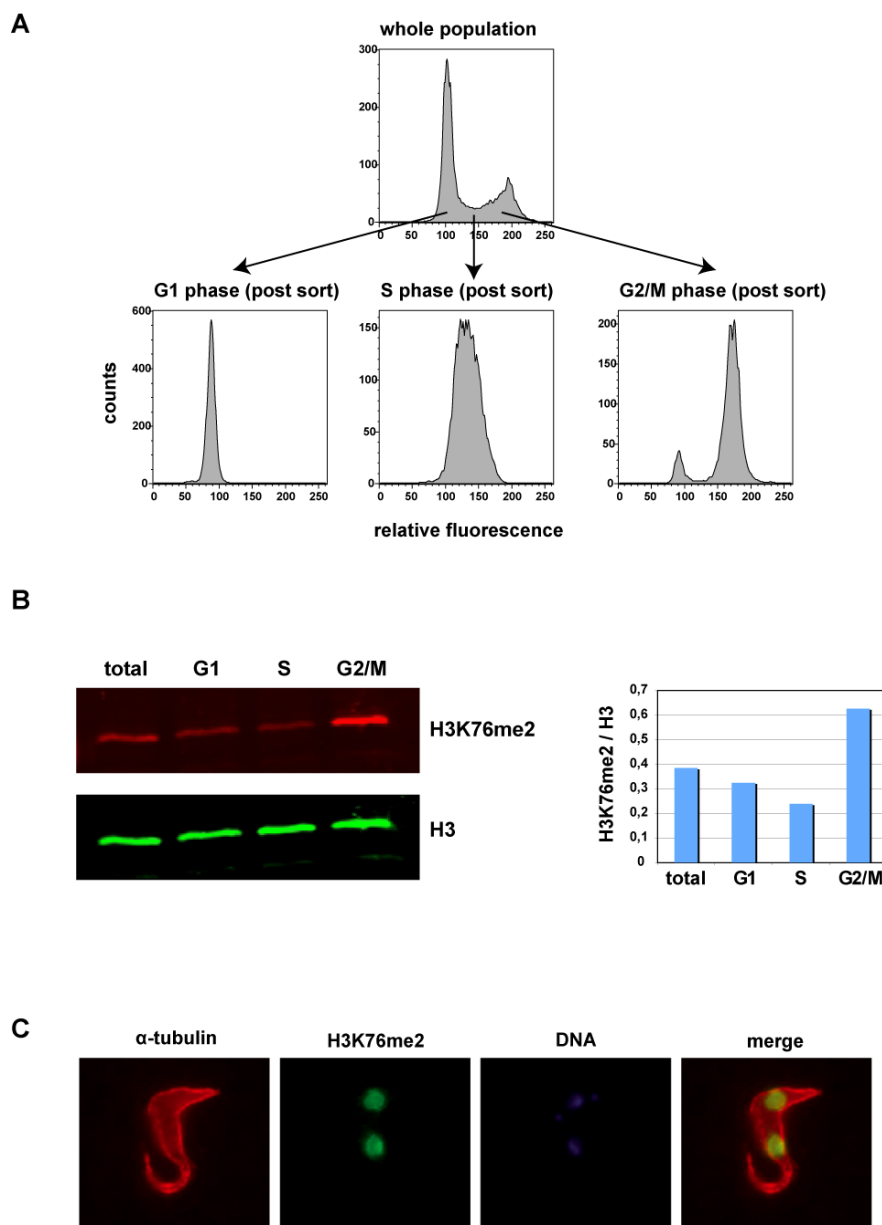 A
whole population
300
200
100
0
0 50 100 150 200 250
G1 phase (post sort)
S phase (post sort)
G2/M phase (post sort)
counts
600
400
200
0
0 50 100 150 200 250
150
100
50
0
0 50 100 150 200 250
200
150
100
50
0
0 50 100 150 200 250
relative fluorescence
B
total G1 S G2/M
H3K76me2
H3
H3K76me2 / H3
0,7
0,6
0,5
0,4
0,3
0,2
0,1
0
total G1 S G2/M
C
α-tubulin H3K76me2 DNA merge